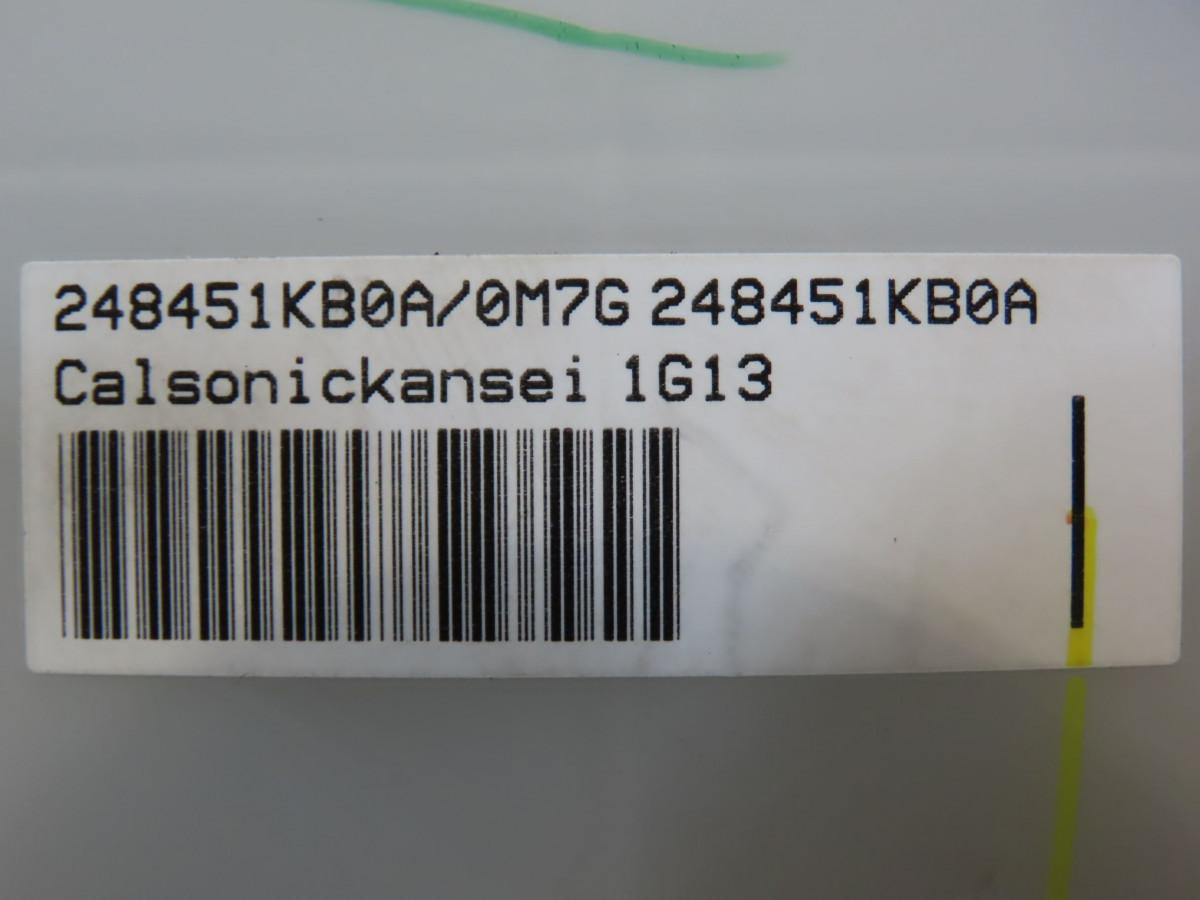 248451KB0A/0M7G 248451KB0A
Calsonickansei 1G13